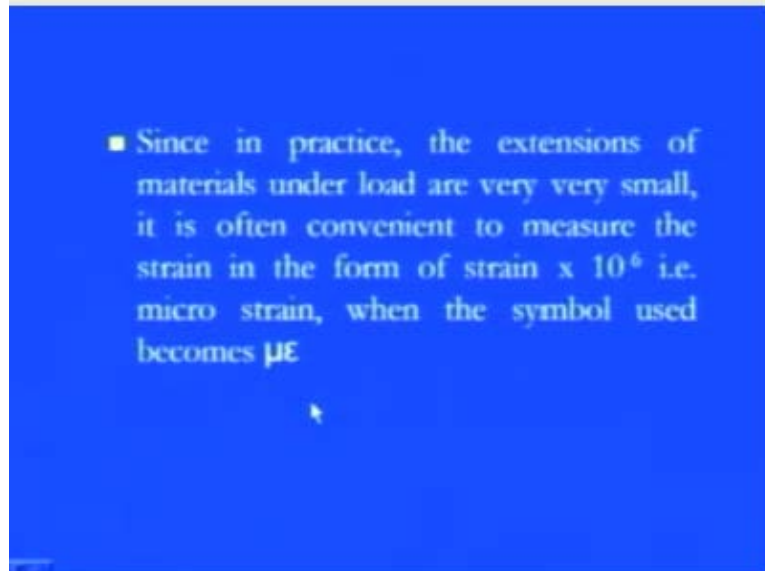 Since in practice, the extensions of
materials under load are very very small,
it is often convenient to measure the
strain in the form of strain x 10⁶ i.e.
micro strain, when the symbol used
becomes με